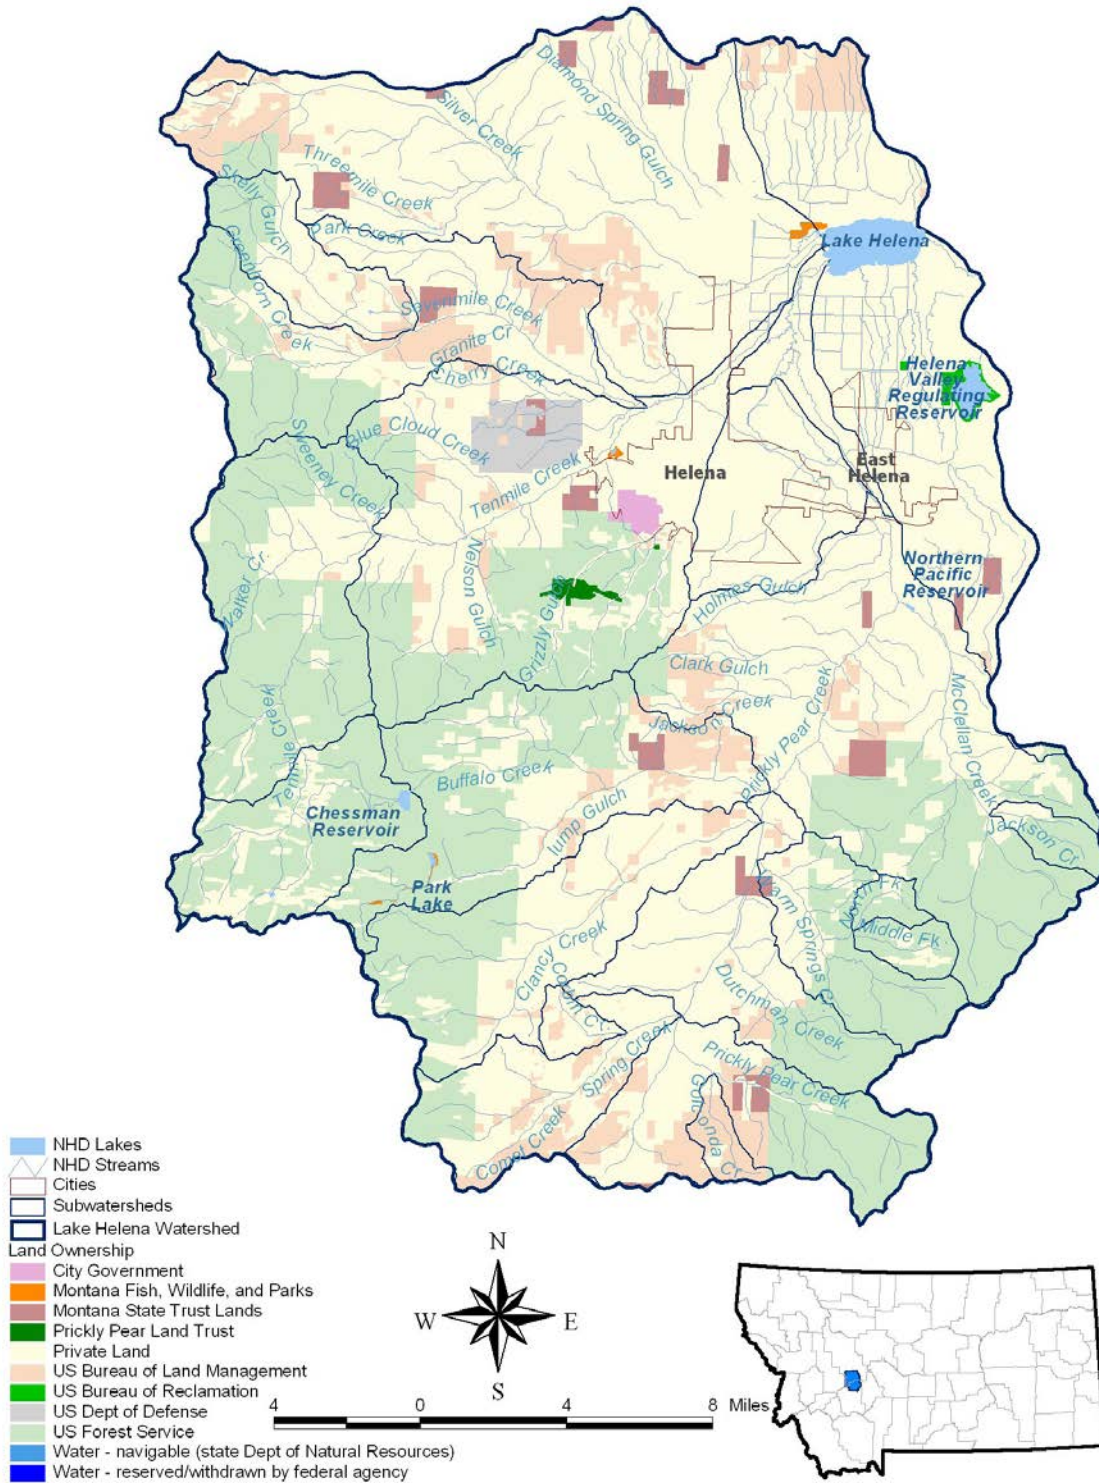 Silver Creek
Diamond Spring Gulch
Threemile Creek
Skelly Gulch
Park Creek
Greenhorn Creek
Lake Helena
Sevenmile Creek
Granite Cr
Cherry Creek
Helena
Valley
Regulating
Reservoir
Blue Cloud Creek
Sweeney Creek
Tenmile Creek
Helena
East
Helena
Nelson Gulch
Walker Cr.
Grizzly Gulch
Holmes Gulch
Northern
Pacific
Reservoir
Clark Gulch
Jackson Creek
Prickly Pear Creek
McClellan Creek
Tenmile Creek
Buffalo Creek
lump Gulch
Chessman
Reservoir
Jackson Cr.
Park
Lake
Warm Springs Cr.
North Fk
Middle Fk
Clancy Creek
Dutchman Creek
Spring Creek
Prickly Pear Creek
Golconda Cr.
Comet Creek
NHD Lakes
NHD Streams
Cities
Subwatersheds
Lake Helena Watershed
Land Ownership
City Government
Montana Fish, Wildlife, and Parks
Montana State Trust Lands
Prickly Pear Land Trust
Private Land
US Bureau of Land Management
US Bureau of Reclamation
US Dept of Defense
US Forest Service
Water - navigable (state Dept of Natural Resources)
Water - reserved/withdrawn by federal agency
N
W E
S
4 0 4 8 Miles